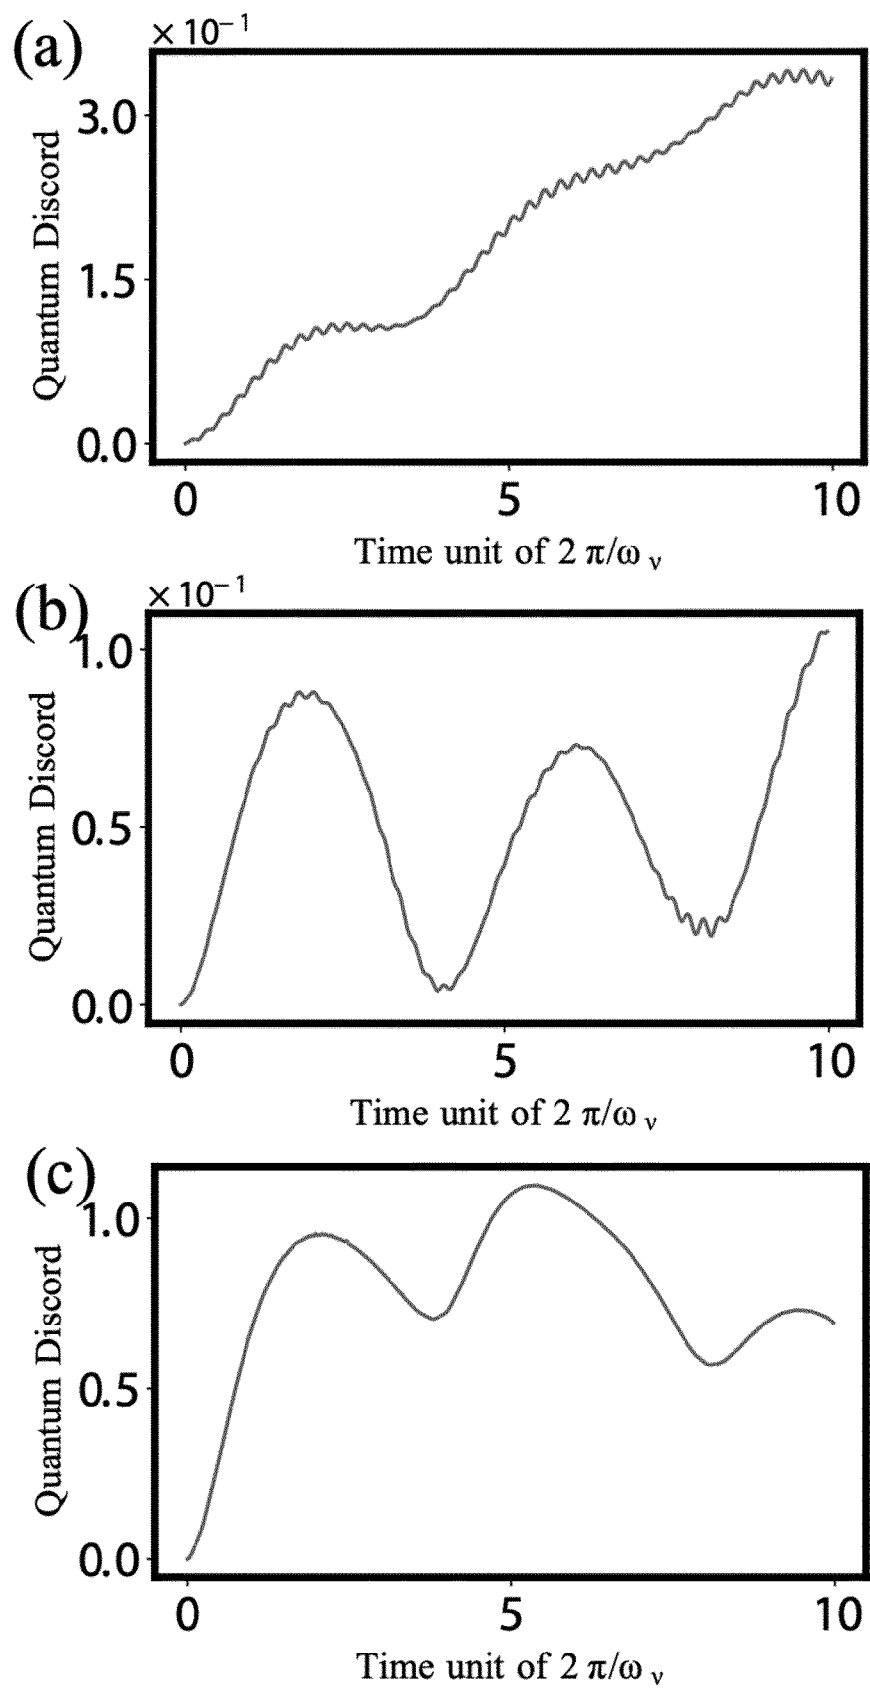 (a)
× 10⁻¹
3.0
1.5
0.0
Quantum Discord
0 5 10
Time unit of 2 π/ω ν
(b)
× 10⁻¹
1.0
0.5
0.0
Quantum Discord
0 5 10
Time unit of 2 π/ω ν
(c)
1.0
0.5
0.0
Quantum Discord
0 5 10
Time unit of 2 π/ω ν